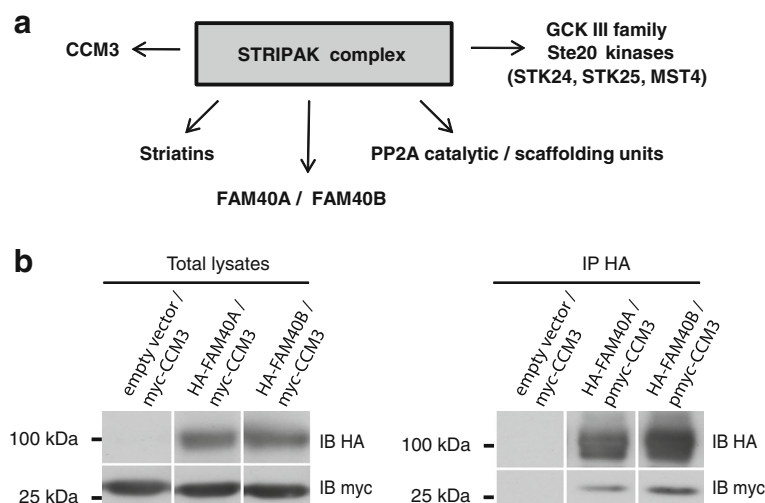 a
CCM3
STRIPAK complex
GCK III family
Ste20 kinases
(STK24, STK25, MST4)
Striatins
PP2A catalytic / scaffolding units
FAM40A / FAM40B
b
Total lysates
empty vector /
myc-CCM3
HA-FAM40A /
myc-CCM3
HA-FAM40B /
myc-CCM3
100 kDa
IB HA
25 kDa
IB myc
IP HA
empty vector /
myc-CCM3
HA-FAM40A /
pmyc-CCM3
HA-FAM40B /
pmyc-CCM3
100 kDa
IB HA
25 kDa
IB myc